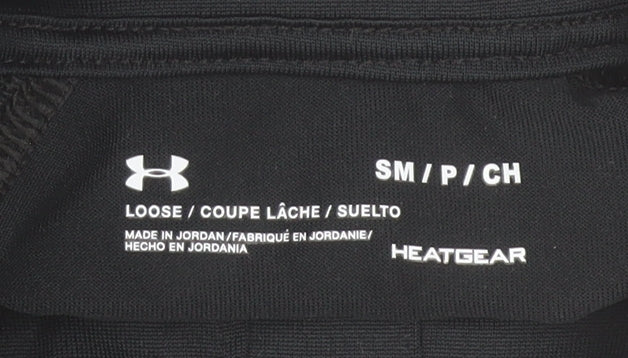 SM / P / CH
LOOSE / COUPE LÂCHE / SUELTO
MADE IN JORDAN / FABRIQUÉ EN JORDANIE /
HECHO EN JORDANIA
HEATGEAR